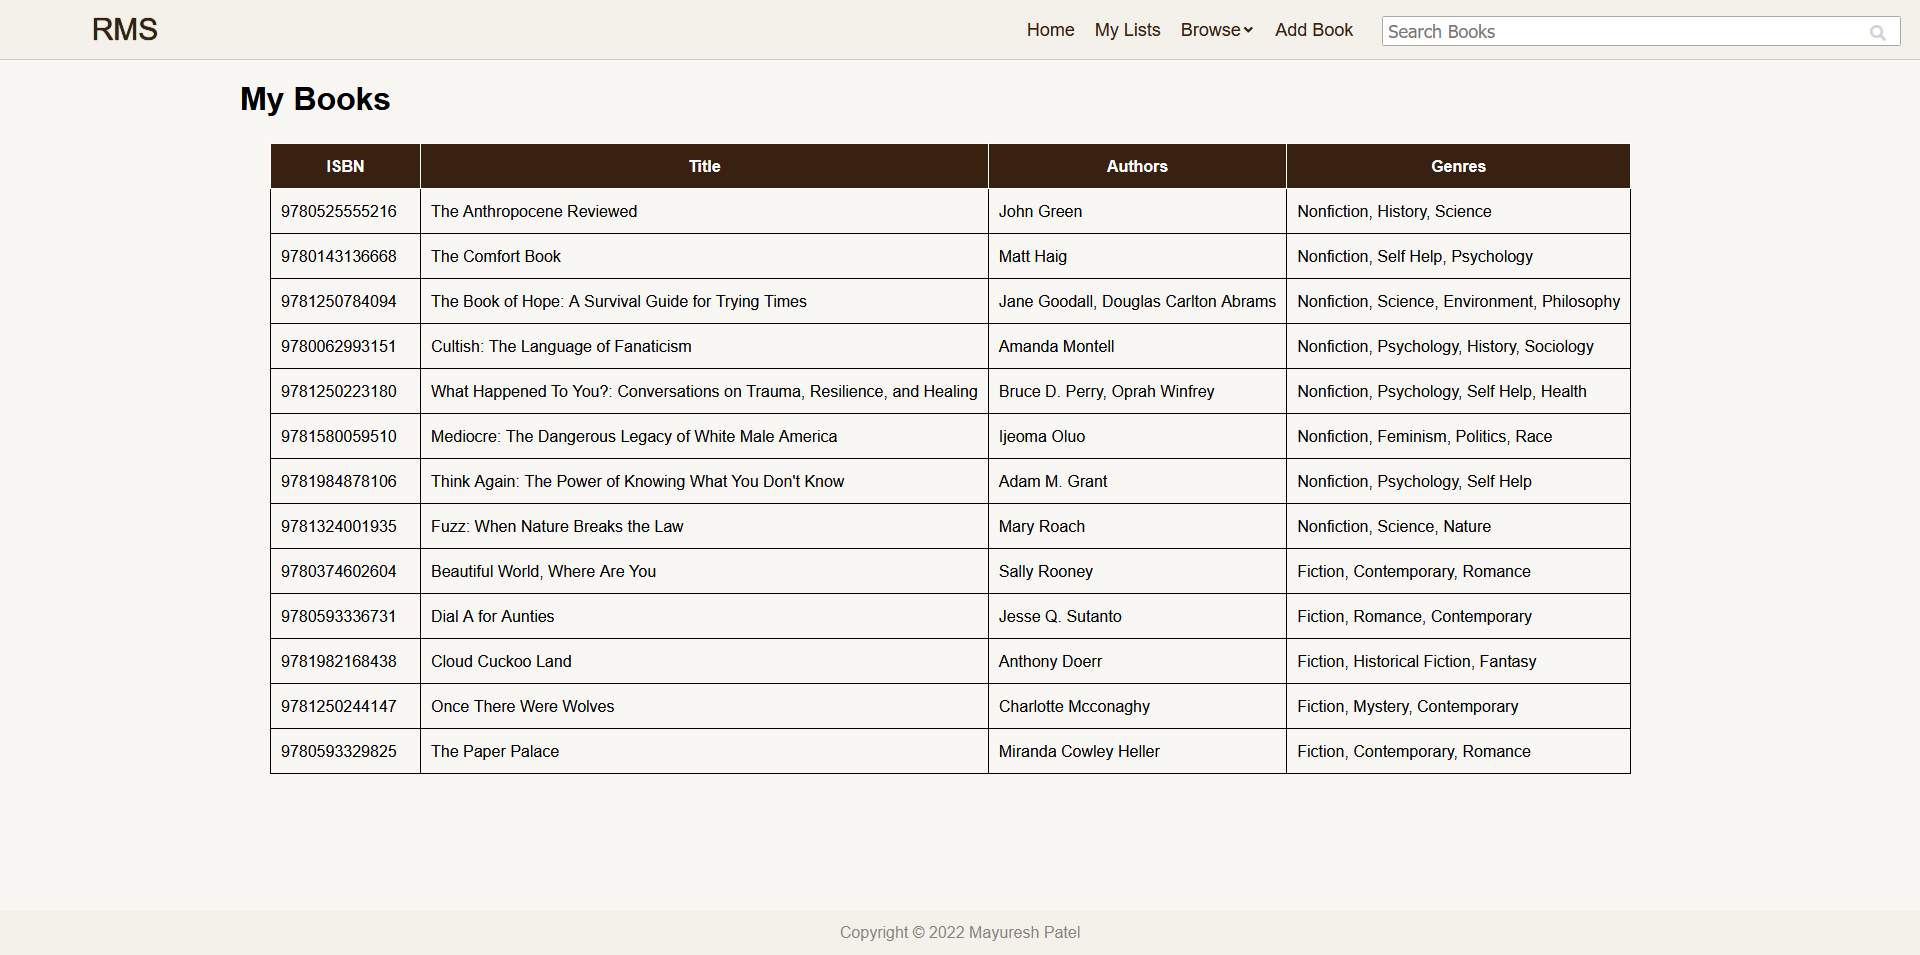 RMS
Home My Lists Browse Add Book Search Books
My Books
ISBN Title Authors Genres
9780525555216 The Anthropocene Reviewed John Green Nonfiction, History, Science
9780143136668 The Comfort Book Matt Haig Nonfiction, Self Help, Psychology
9781250784094 The Book of Hope: A Survival Guide for Trying Times Jane Goodall, Douglas Carlton Abrams Nonfiction, Science, Environment, Philosophy
9780062993151 Cultish: The Language of Fanaticism Amanda Montell Nonfiction, Psychology, History, Sociology
9781250223180 What Happened To You?: Conversations on Trauma, Resilience, and Healing Bruce D. Perry, Oprah Winfrey Nonfiction, Psychology, Self Help, Health
9781580059510 Mediocre: The Dangerous Legacy of White Male America Ijeoma Oluo Nonfiction, Feminism, Politics, Race
9781984878106 Think Again: The Power of Knowing What You Don't Know Adam M. Grant Nonfiction, Psychology, Self Help
9781324001935 Fuzz: When Nature Breaks the Law Mary Roach Nonfiction, Science, Nature
9780374602604 Beautiful World, Where Are You Sally Rooney Fiction, Contemporary, Romance
9780593336731 Dial A for Aunties Jesse Q. Sutanto Fiction, Romance, Contemporary
9781982168438 Cloud Cuckoo Land Anthony Doerr Fiction, Historical Fiction, Fantasy
9781250244147 Once There Were Wolves Charlotte Mcconaghy Fiction, Mystery, Contemporary
9780593329825 The Paper Palace Miranda Cowley Heller Fiction, Contemporary, Romance
Copyright © 2022 Mayuresh Patel